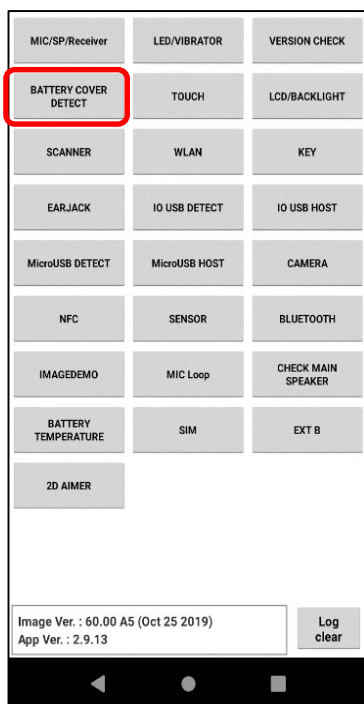 MIC/SP/Receiver
LED/VIBRATOR
VERSION CHECK
BATTERY COVER
DETECT
TOUCH
LCD/BACKLIGHT
SCANNER
WLAN
KEY
EARJACK
IO USB DETECT
IO USB HOST
MicroUSB DETECT
MicroUSB HOST
CAMERA
NFC
SENSOR
BLUETOOTH
IMAGEDEMO
MIC Loop
CHECK MAIN
SPEAKER
BATTERY
TEMPERATURE
SIM
EXT B
2D AIMER
Image Ver. : 60.00 A5 (Oct 25 2019)
App Ver. : 2.9.13
Log
clear